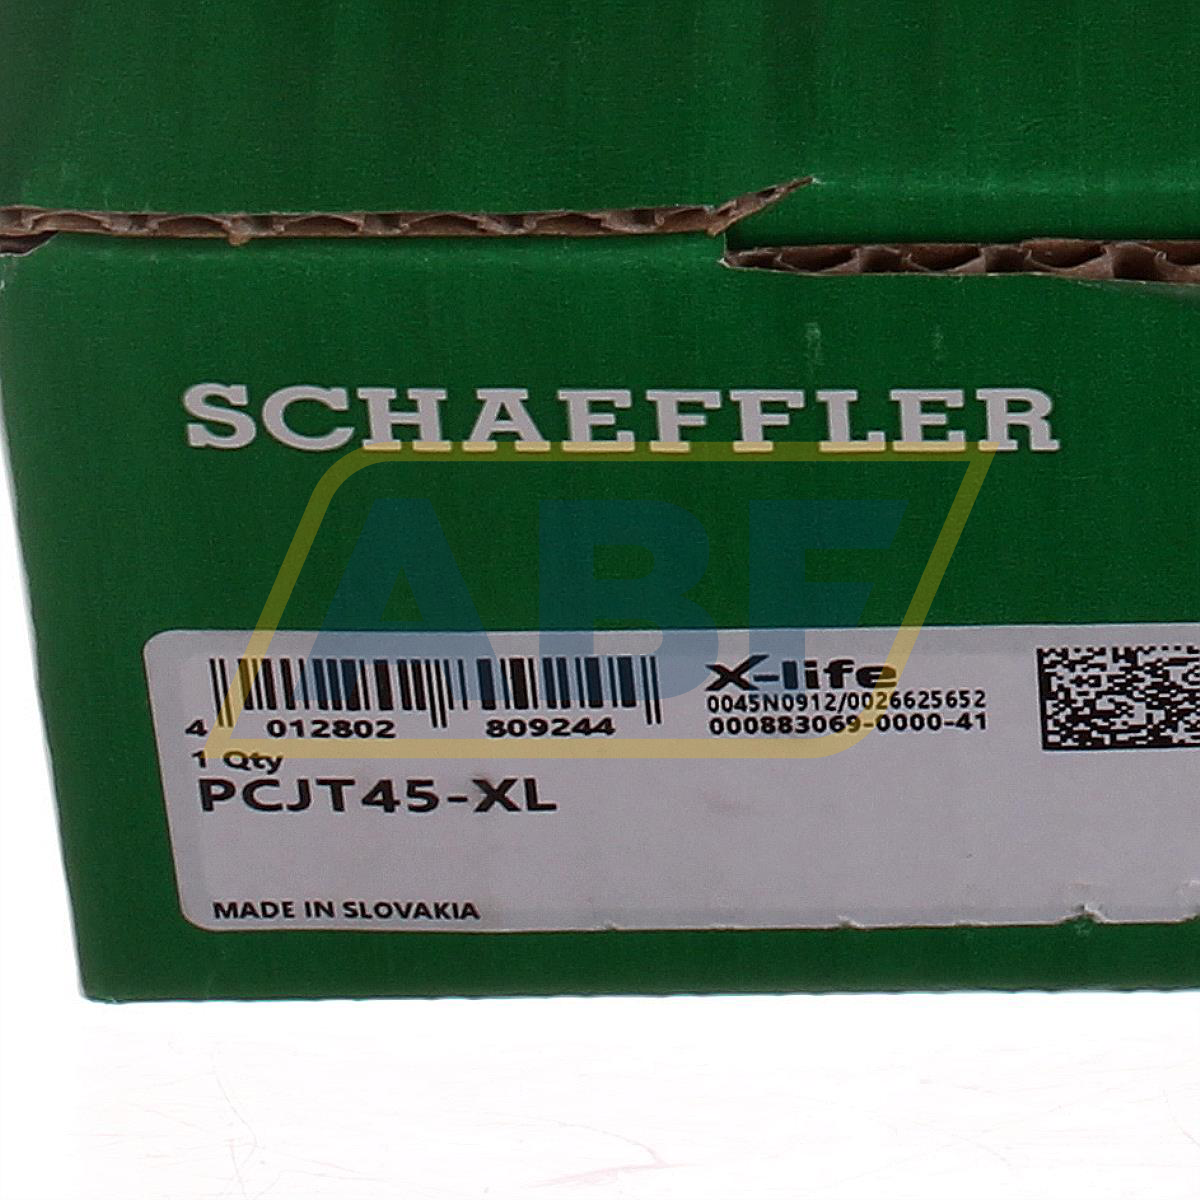 SCHAEFFLER
ABF
X-life
0045N0912/0026625652
000883069-0000-41
4 012802 809244
1 Qty
PCJT45-XL
MADE IN SLOVAKIA